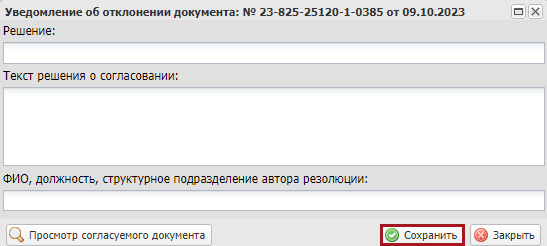 Уведомление об отклонении документа: № 23-825-25120-1-0385 от 09.10.2023
Решение:
Текст решения о согласовании:
ФИО, должность, структурное подразделение автора резолюции:
Просмотр согласуемого документа Сохранить Закрыть